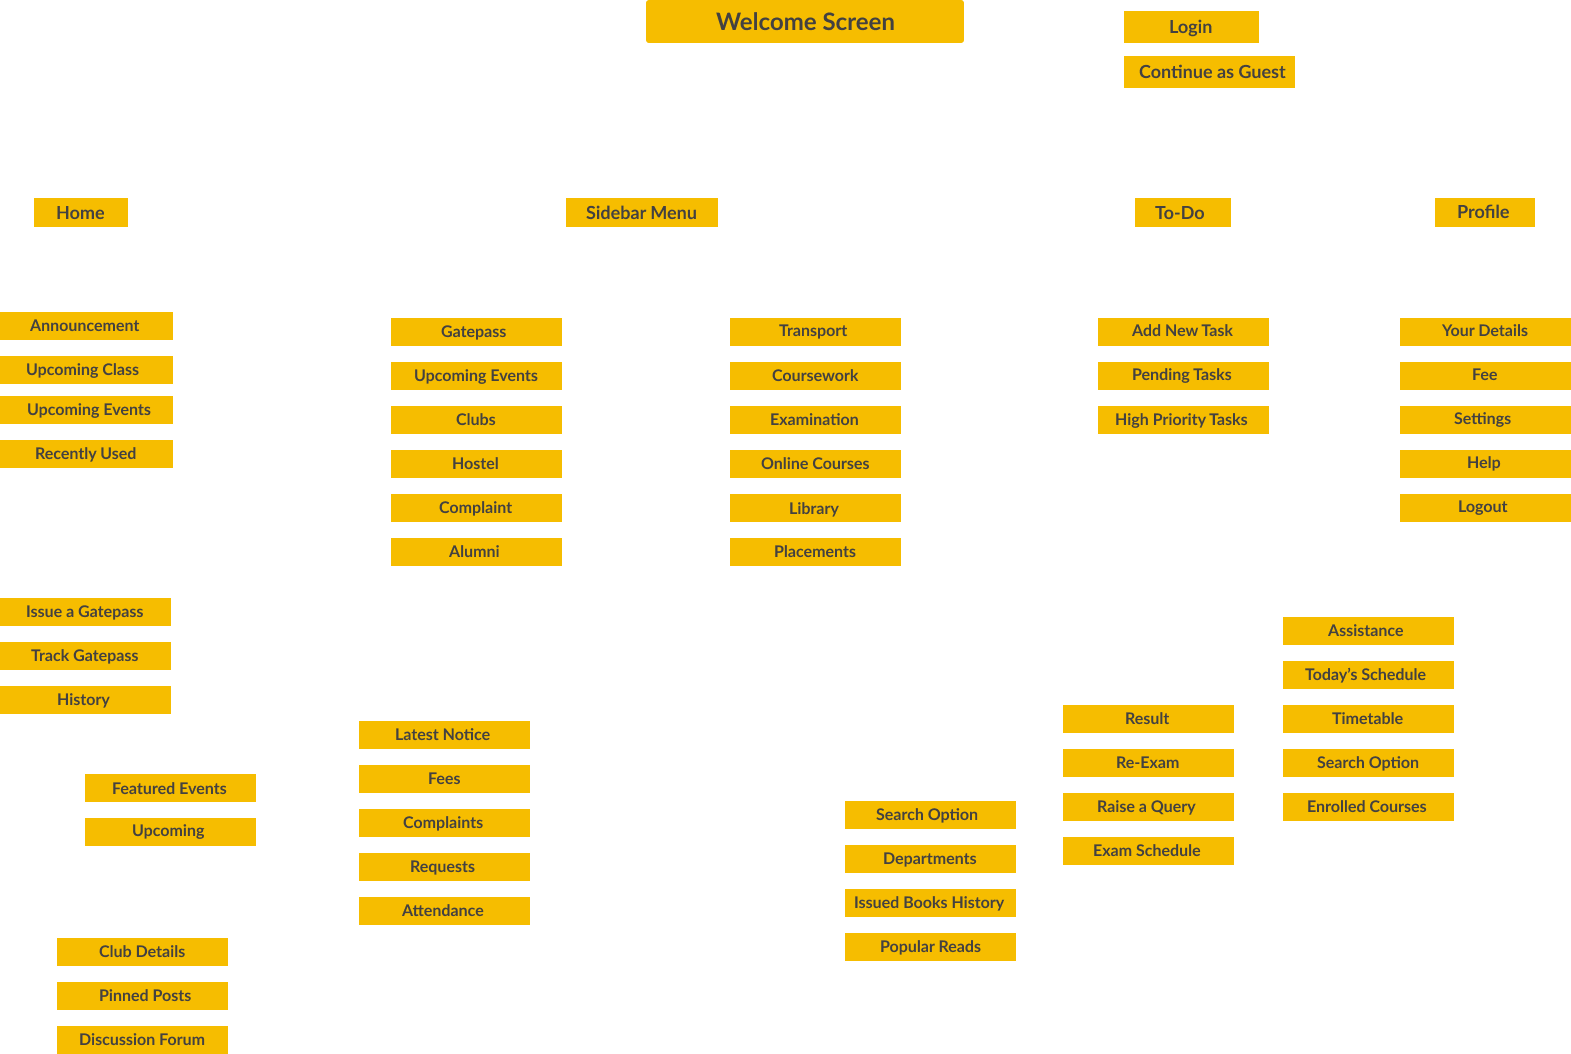 Welcome Screen
Login
Continue as Guest
Home
Sidebar Menu
To-Do
Profile
Announcement
Upcoming Class
Upcoming Events
Recently Used
Gatepass
Upcoming Events
Clubs
Hostel
Complaint
Alumni
Transport
Coursework
Examination
Online Courses
Library
Placements
Add New Task
Pending Tasks
High Priority Tasks
Your Details
Fee
Settings
Help
Logout
Issue a Gatepass
Track Gatepass
History
Featured Events
Upcoming
Club Details
Pinned Posts
Discussion Forum
Latest Notice
Fees
Complaints
Requests
Attendance
Search Option
Departments
Issued Books History
Popular Reads
Result
Re-Exam
Raise a Query
Exam Schedule
Assistance
Today's Schedule
Timetable
Search Option
Enrolled Courses